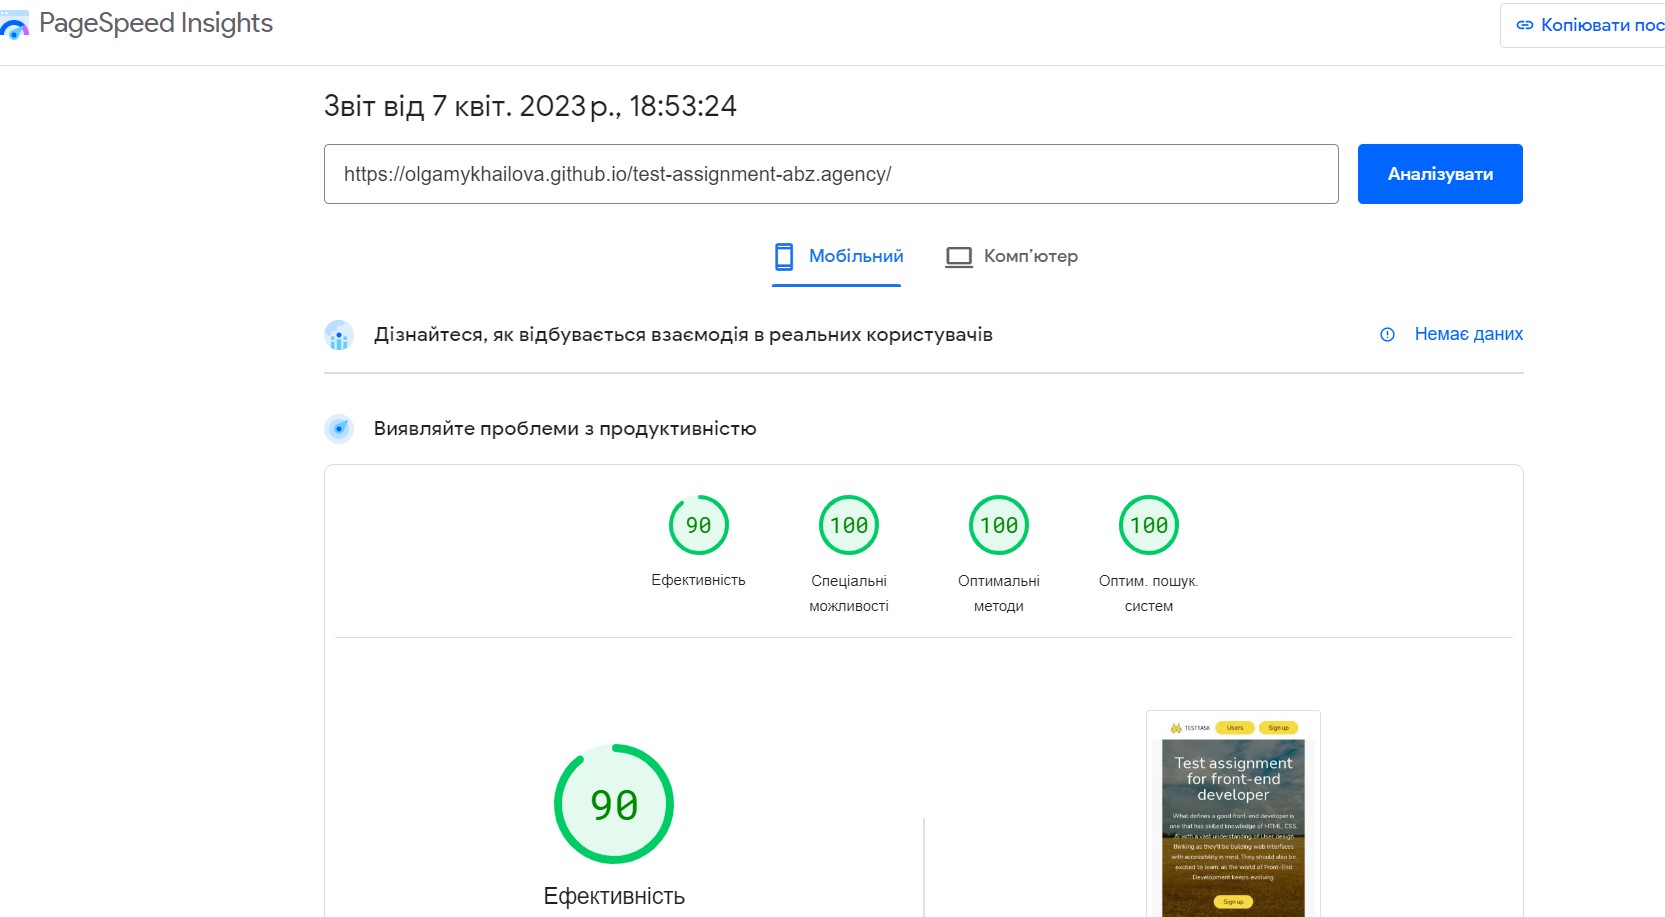 PageSpeed Insights
Копіювати пос
Звіт від 7 квіт. 2023 р., 18:53:24
https://olgamykhailova.github.io/test-assignment-abz.agency/
Аналізувати
Мобільний
Комп'ютер
Дізнайтеся, як відбувається взаємодія в реальних користувачів
Немає даних
Виявляйте проблеми з продуктивністю
90
Ефективність
100
Спеціальні
можливості
100
Оптимальні
методи
100
Оптим. пошук.
систем
90
Ефективність
TESTTASK
Users
Sign up
Test assignment
for front-end
developer
What defines a good front-end developer is
one that has skilled knowledge of HTML, CSS,
JS with a vast understanding of User design
thinking as they'll be building web interfaces
with accessibility in mind. They should also be
excited to learn, as the world of Front-End
Development keeps evolving.
Sign up